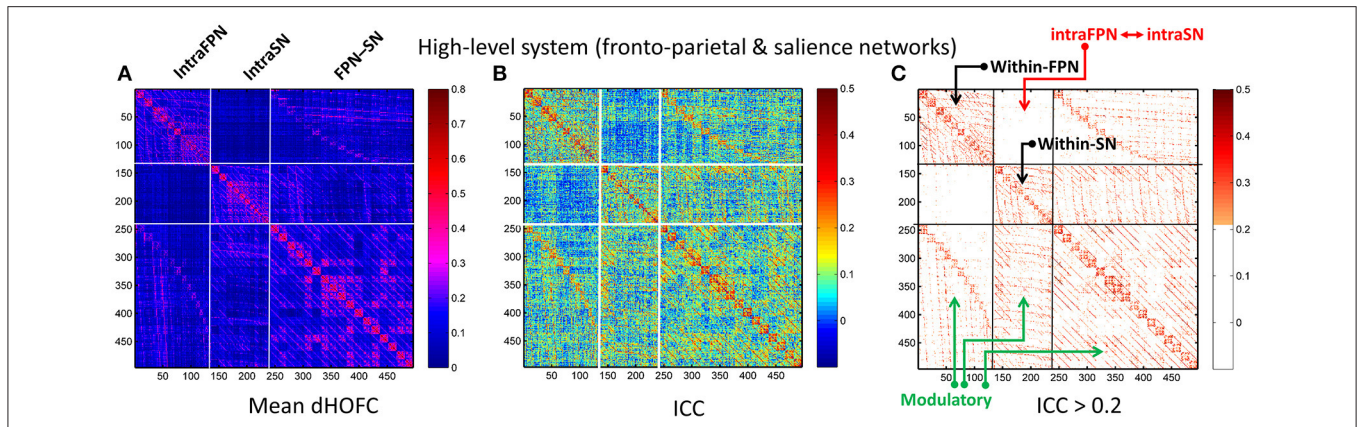 High-level system (fronto-parietal & salience networks)
A
IntraFPN
IntraSN
FPN–SN
50
100
150
200
250
300
350
400
450
50 100 150 200 250 300 350 400 450
0.8
0.7
0.6
0.5
0.4
0.3
0.2
0.1
0
Mean dHOFC
B
50
100
150
200
250
300
350
400
450
50 100 150 200 250 300 350 400 450
0.5
0.4
0.3
0.2
0.1
0
ICC
C
intraFPN intraSN
Within-FPN
Within-SN
50
100
150
200
250
300
350
400
450
50 100 150 200 250 300 350 400 450
0.5
0.4
0.3
0.2
0.1
0
Modulatory
ICC > 0.2